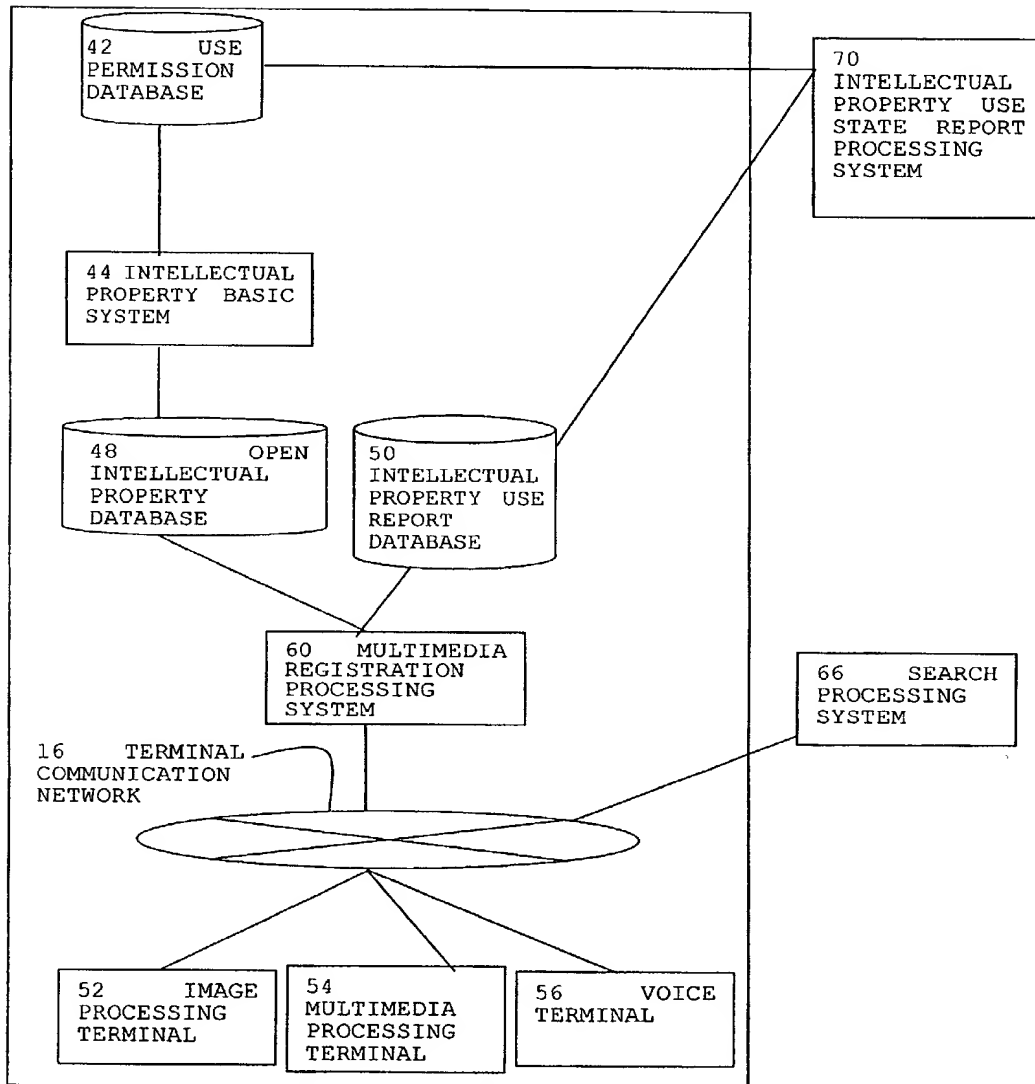 42 USE
PERMISSION
DATABASE
70
INTELLECTUAL
PROPERTY USE
STATE REPORT
PROCESSING
SYSTEM
44 INTELLECTUAL
PROPERTY BASIC
SYSTEM
48 OPEN
INTELLECTUAL
PROPERTY
DATABASE
50
INTELLECTUAL
PROPERTY USE
REPORT
DATABASE
60 MULTIMEDIA
REGISTRATION
PROCESSING
SYSTEM
66 SEARCH
PROCESSING
SYSTEM
16 TERMINAL
COMMUNICATION
NETWORK
52 IMAGE
PROCESSING
TERMINAL
54
MULTIMEDIA
PROCESSING
TERMINAL
56 VOICE
TERMINAL